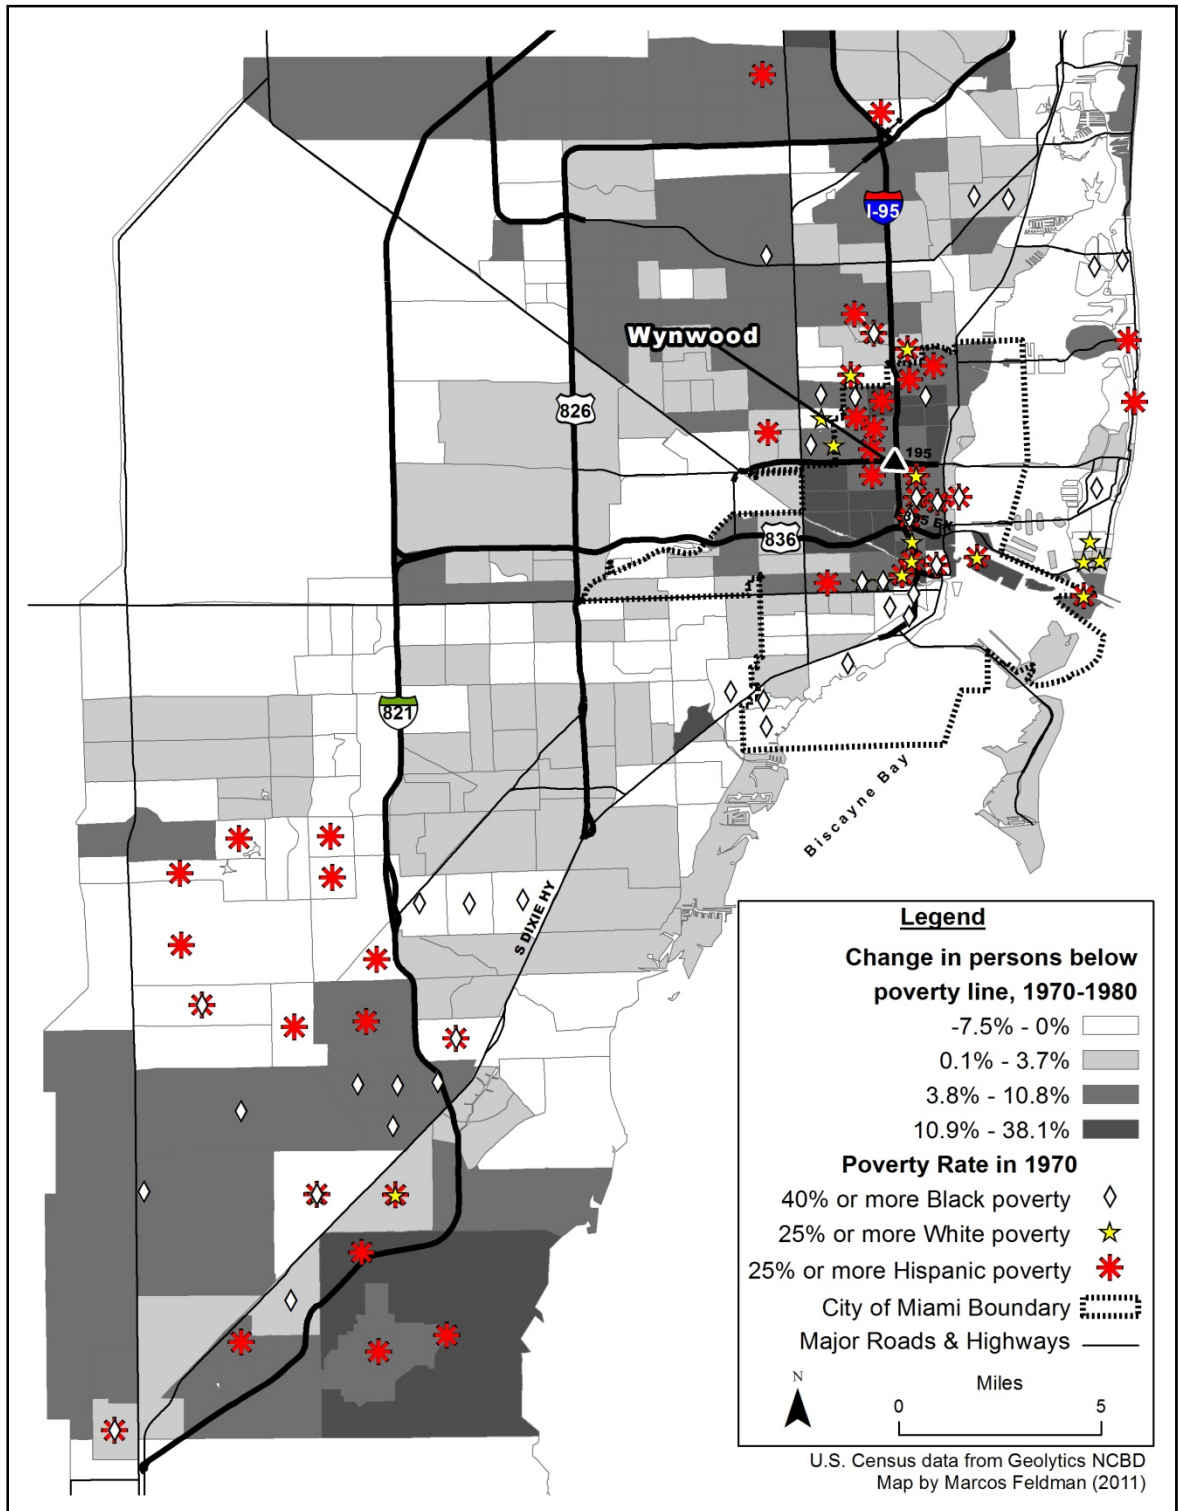 I-95
Wynwood
826
195
395 EX
836
821
Biscayne Bay
S DIXIE HY
Legend
Change in persons below
poverty line, 1970-1980
-7.5% - 0%
0.1% - 3.7%
3.8% - 10.8%
10.9% - 38.1%
Poverty Rate in 1970
40% or more Black poverty
25% or more White poverty
25% or more Hispanic poverty
City of Miami Boundary
Major Roads & Highways
N
Miles
0 5
U.S. Census data from Geolytics NCBD
Map by Marcos Feldman (2011)